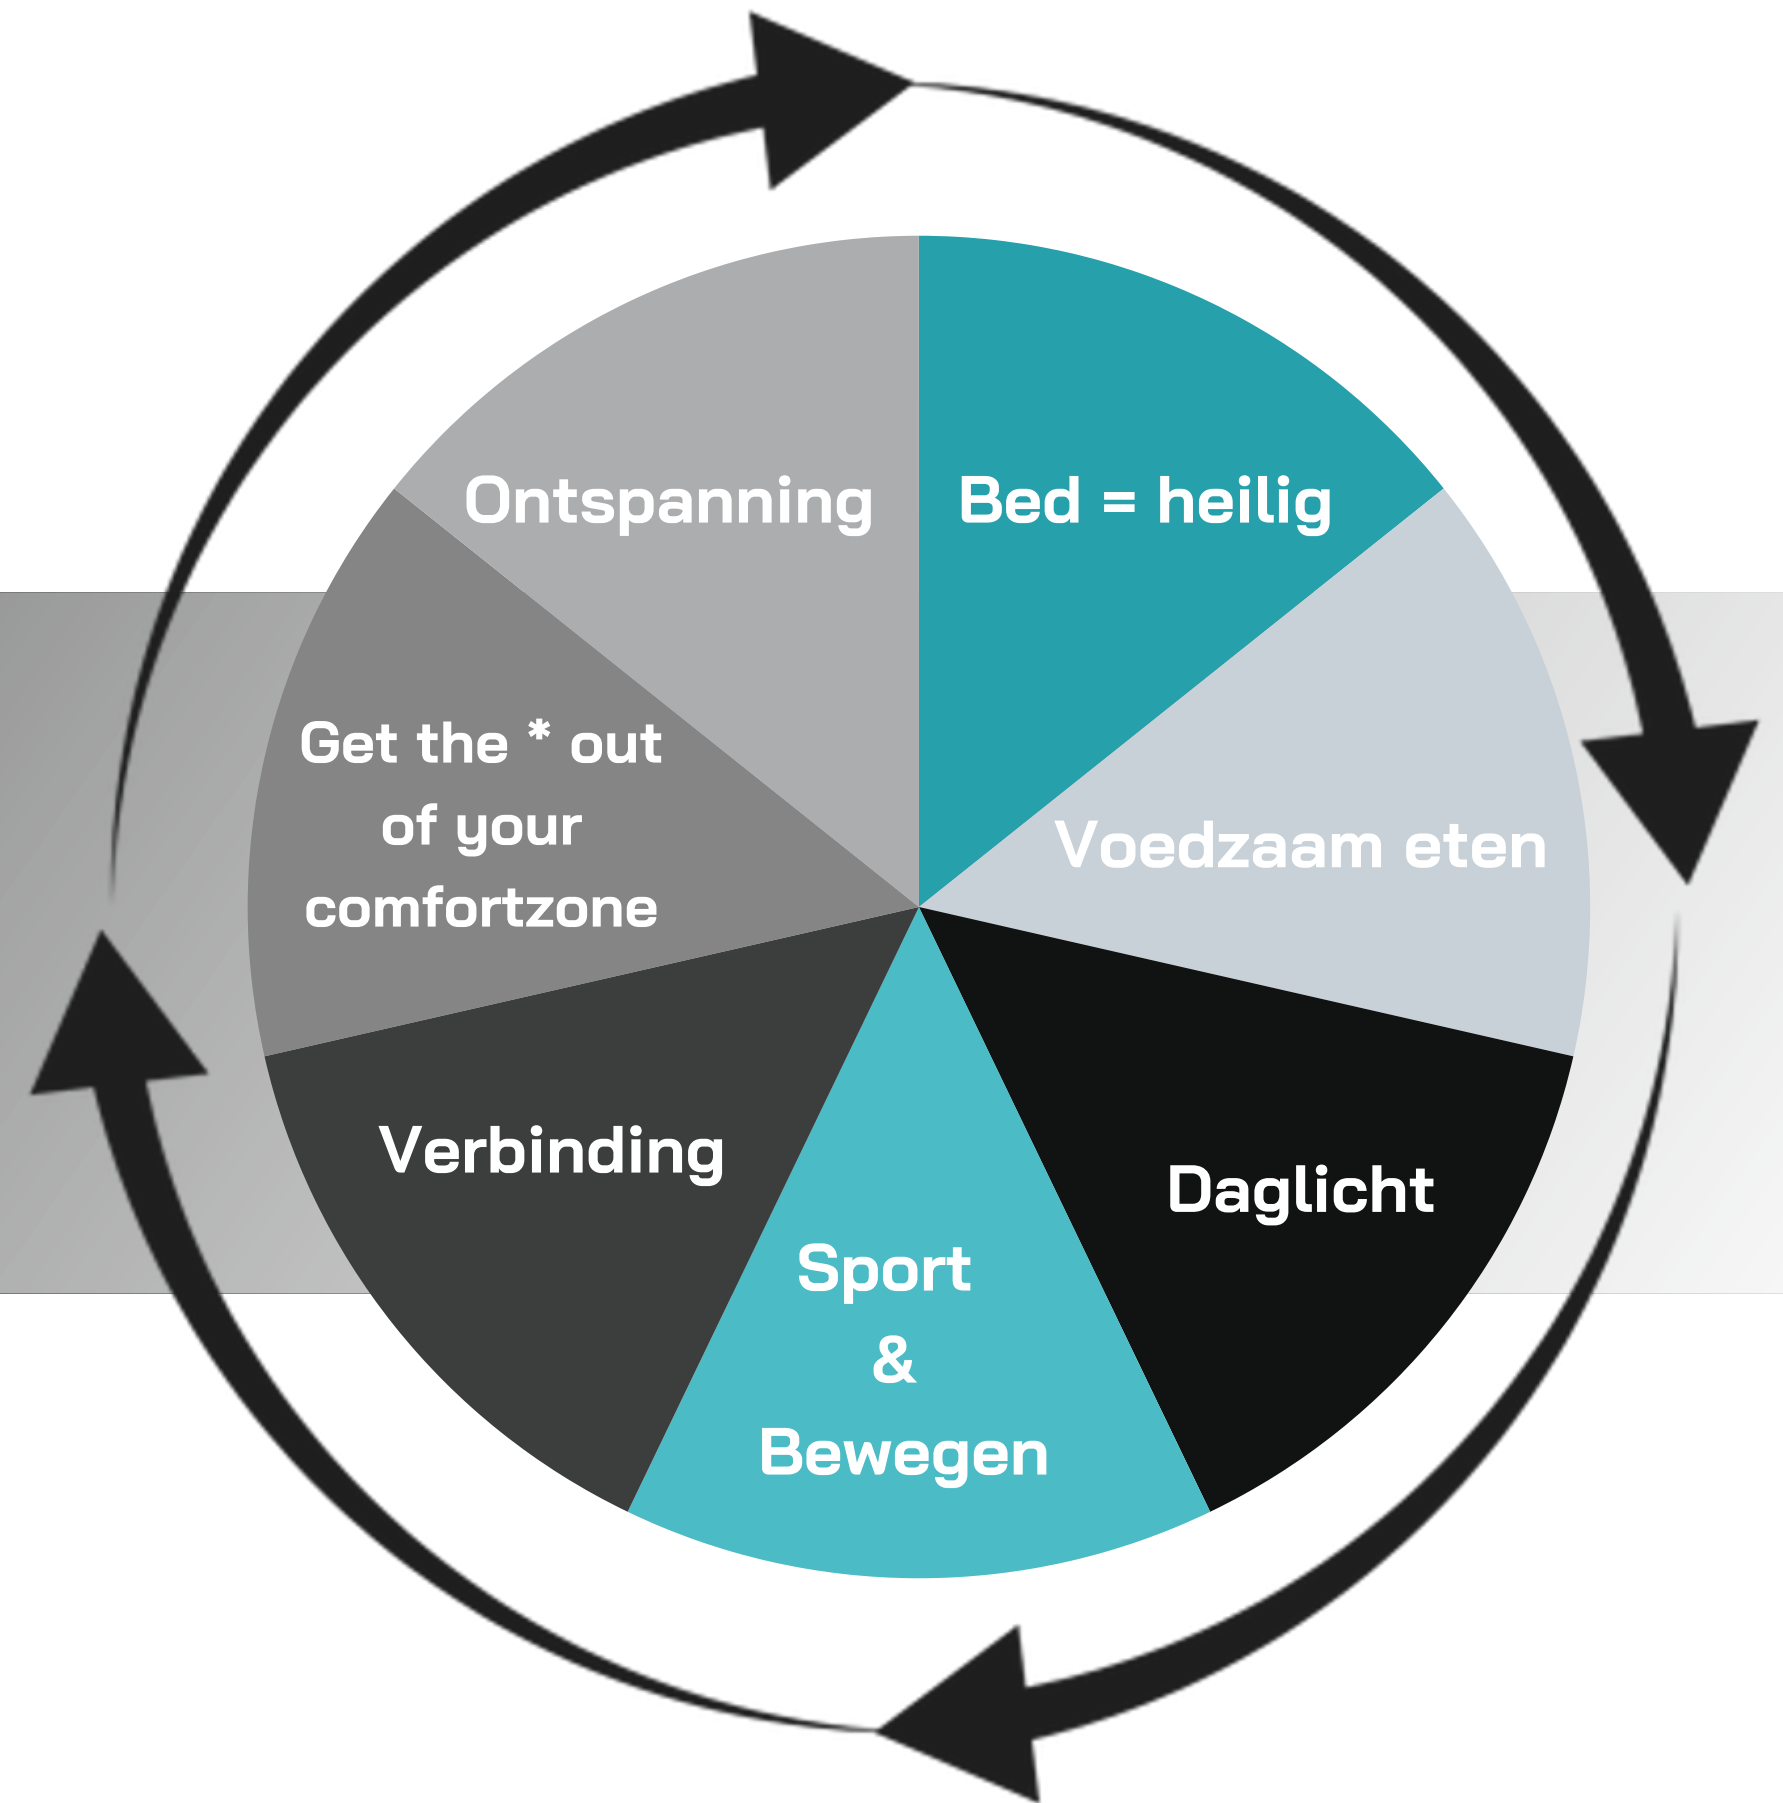 Ontspanning
Bed = heilig
Get the * out
of your
comfortzone
Voedzaam eten
Verbinding
Daglicht
Sport
&
Bewegen